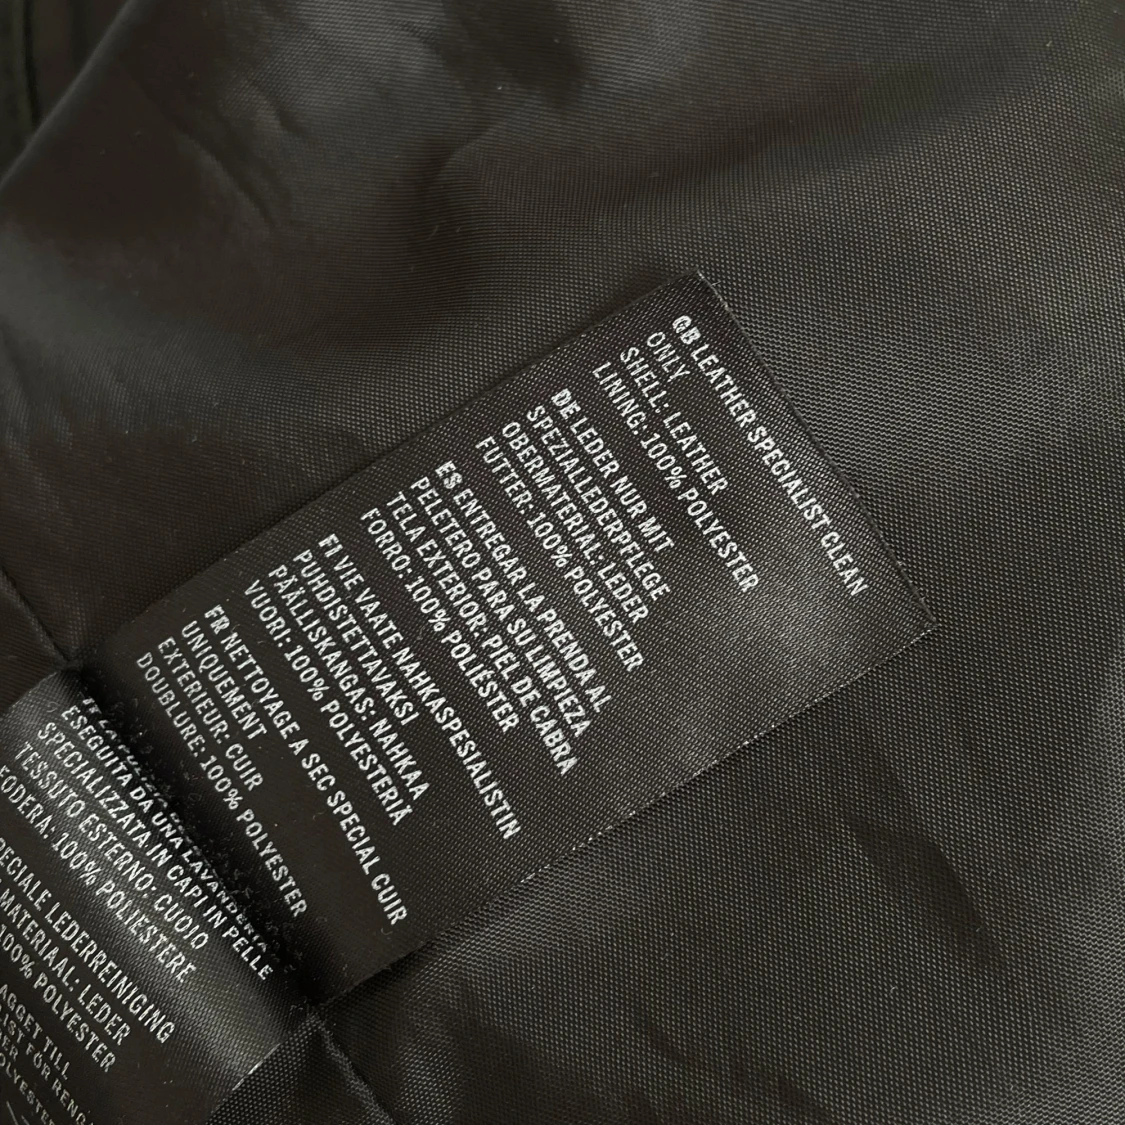 GB LEATHER SPECIALIST CLEAN
ONLY
SHELL: LEATHER
LINING: 100% POLYESTER
DE LEDER NUR MIT
SPEZIALLEDERPFLEGE
OBERMATERIAL: LEDER
FUTTER: 100% POLYESTER
ES ENTREGAR LA PRENDA AL
PELETERO PARA SU LIMPIEZA
TELA EXTERIOR: PIEL DE CABRA
FORRO: 100% POLIESTER
FI VIE VAATE NAHKASPESIALISTIN
PUHDISTETTAVAKSI
PÄÄLLISKANGAS: NAHKAA
VUORI: 100% POLYESTERIÄ
FR NETTOYAGE A SEC SPECIAL CUIR
UNIQUEMENT
EXTERIEUR: CUIR
DOUBLURE: 100% POLYESTER
ESEGUITA DA UNA LAVANDERIA
SPECIALIZZATA IN CAPI IN PELLE
TESSUTO ESTERNO: CUOIO
FODERA: 100% POLIESTERE
LEDERREINIGING
MATERIAAL: LEDER
100% POLYESTER
TILL
FÖR